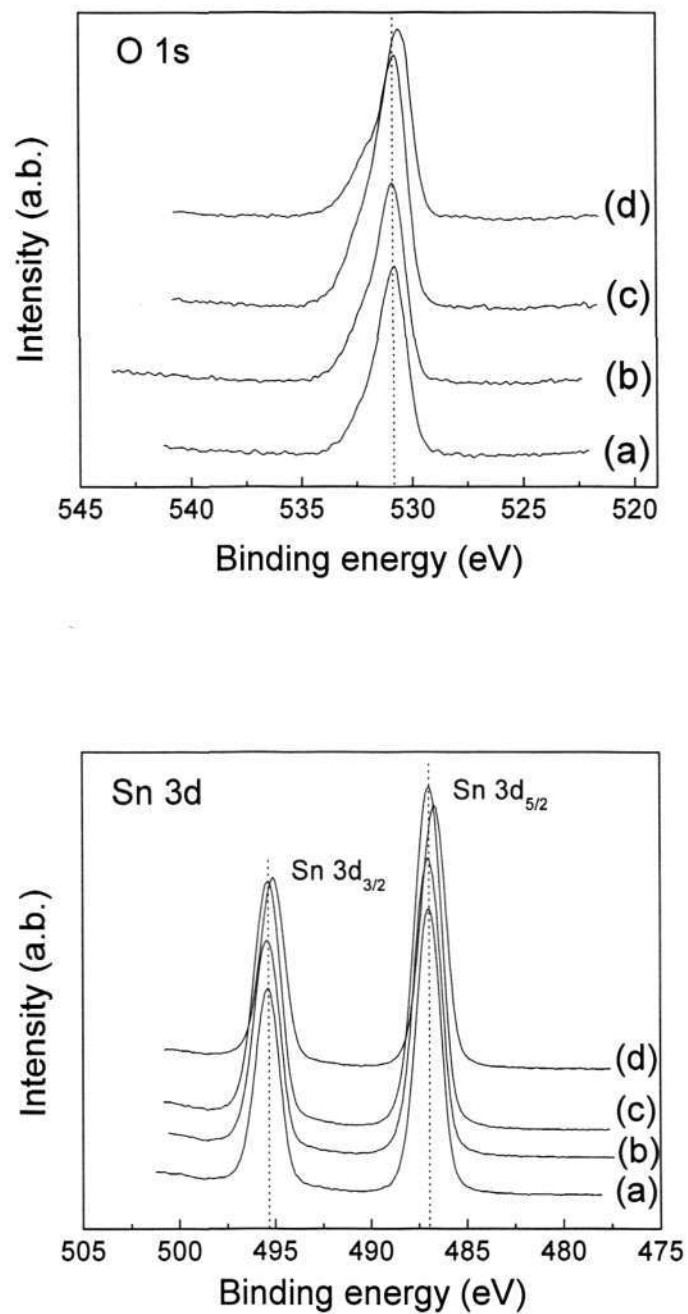 O 1s
Intensity (a.b.)
(d)
(c)
(b)
(a)
545 540 535 530 525 520
Binding energy (eV)
Sn 3d
Sn 3d5/2
Sn 3d3/2
Intensity (a.b.)
(d)
(c)
(b)
(a)
505 500 495 490 485 480 475
Binding energy (eV)